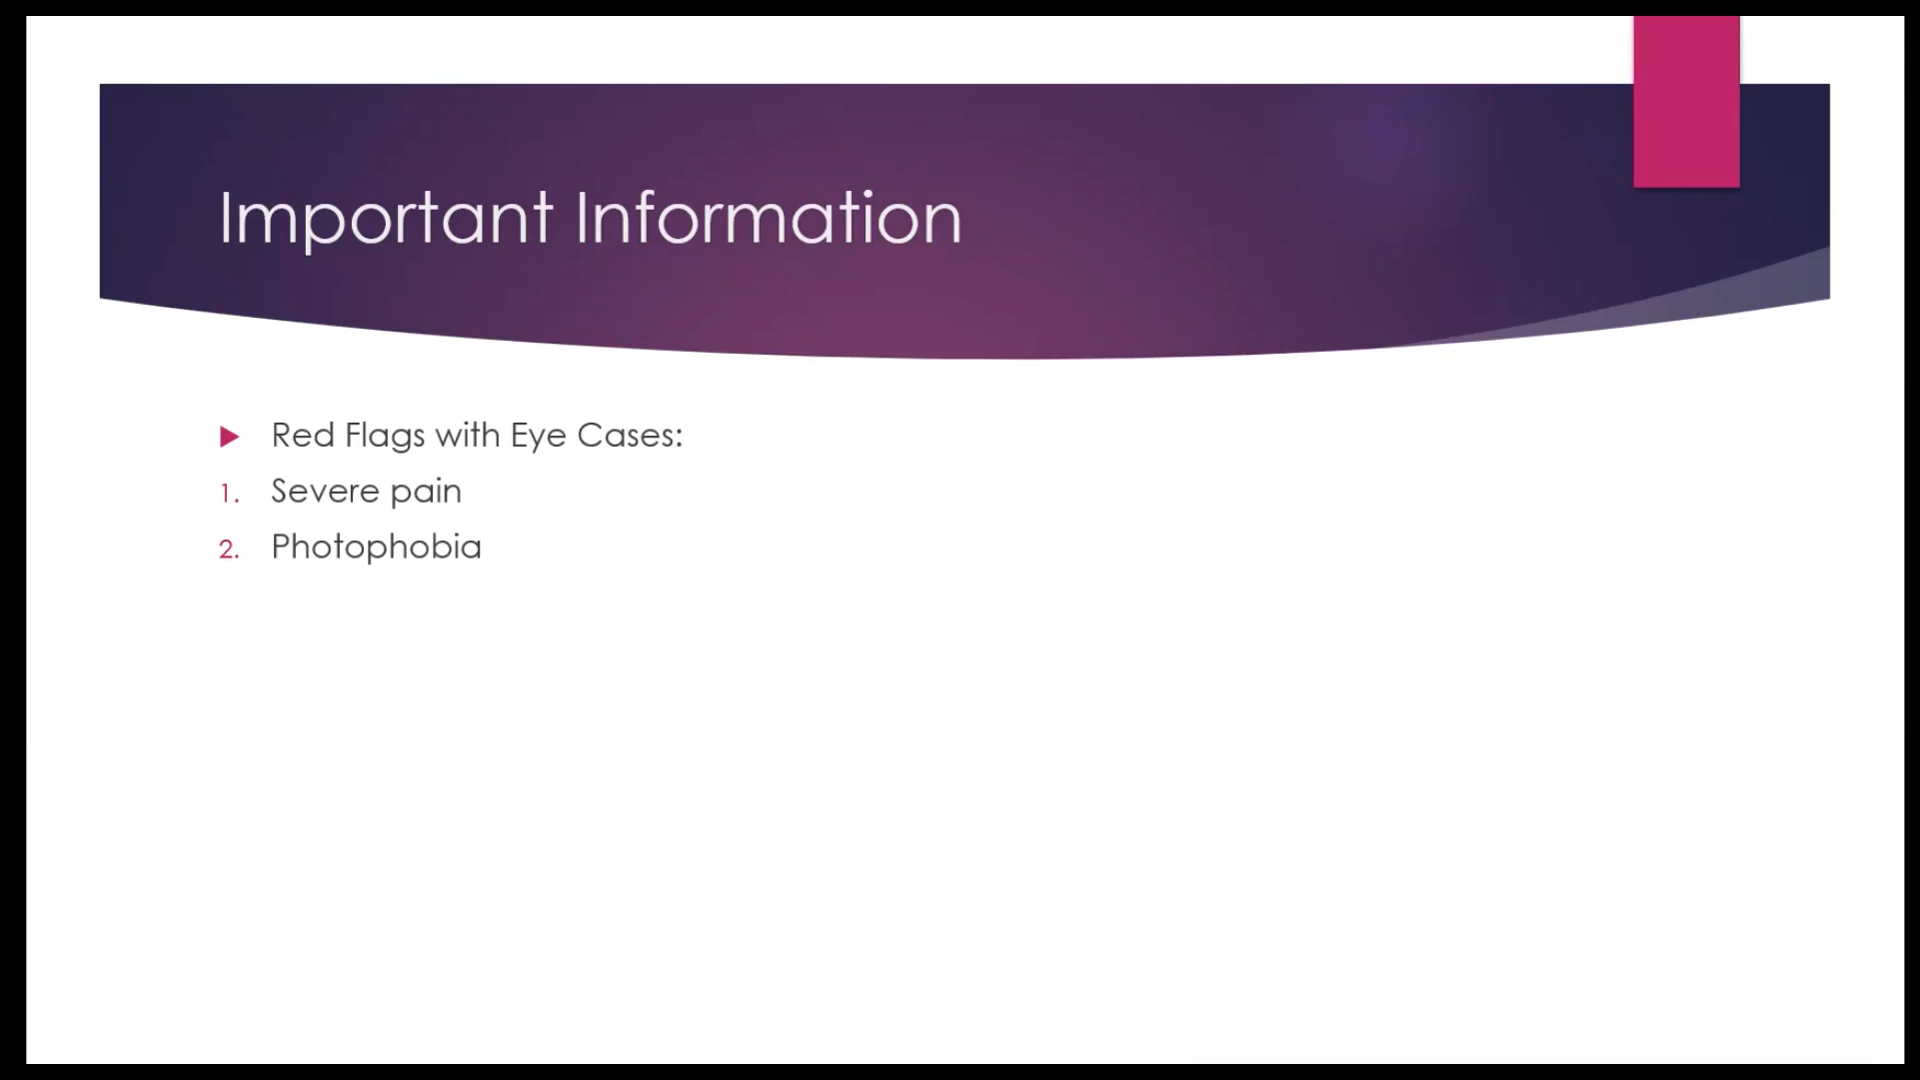 Important Information
Red Flags with Eye Cases:
1. Severe pain
2. Photophobia